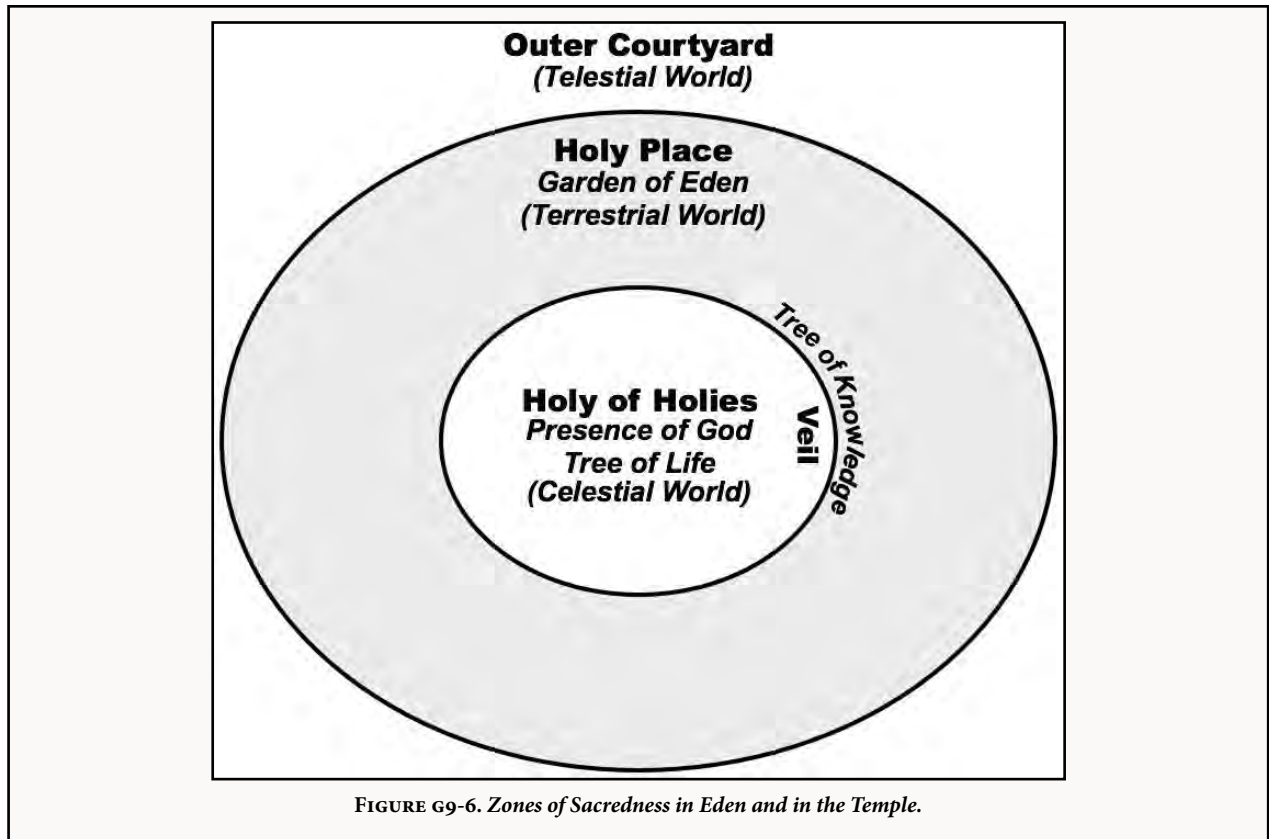 Outer Courtyard
(Telestial World)
Holy Place
Garden of Eden
(Terrestrial World)
Tree of Knowledge
Veil
Holy of Holies
Presence of God
Tree of Life
(Celestial World)
FIGURE G9-6. Zones of Sacredness in Eden and in the Temple.